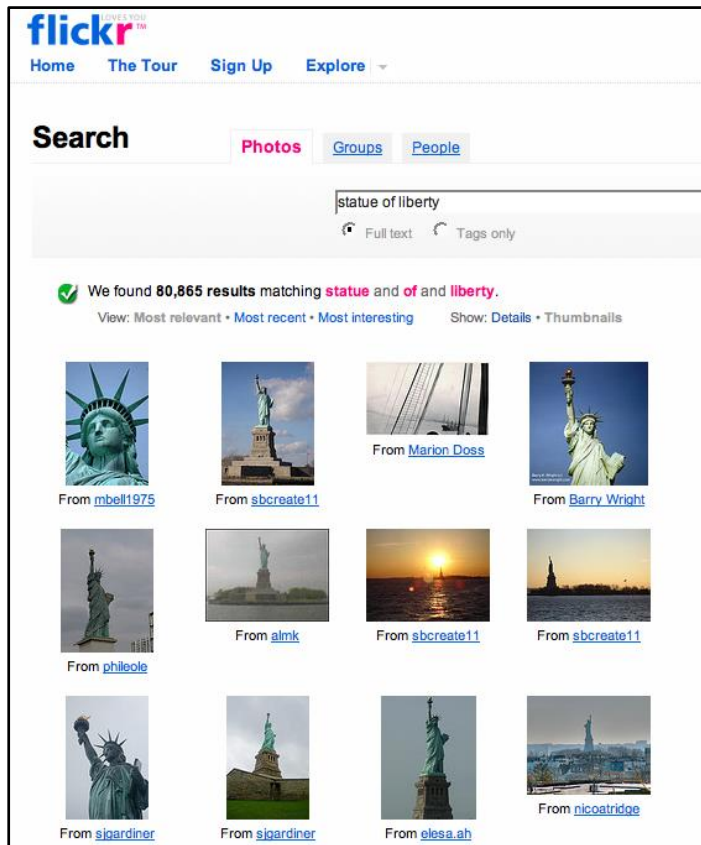 LOVES YOU
flickr™
Home The Tour Sign Up Explore
Search Photos Groups People
statue of liberty
Full text Tags only
We found 80,865 results matching statue and of and liberty.
View: Most relevant • Most recent • Most interesting Show: Details • Thumbnails
From mbell1975 From sbcreate11 From Marion Doss From Barry Wright
From phileole From almk From sbcreate11 From sbcreate11
From sjgardiner From sjgardiner From elesa.ah From nicoatridge